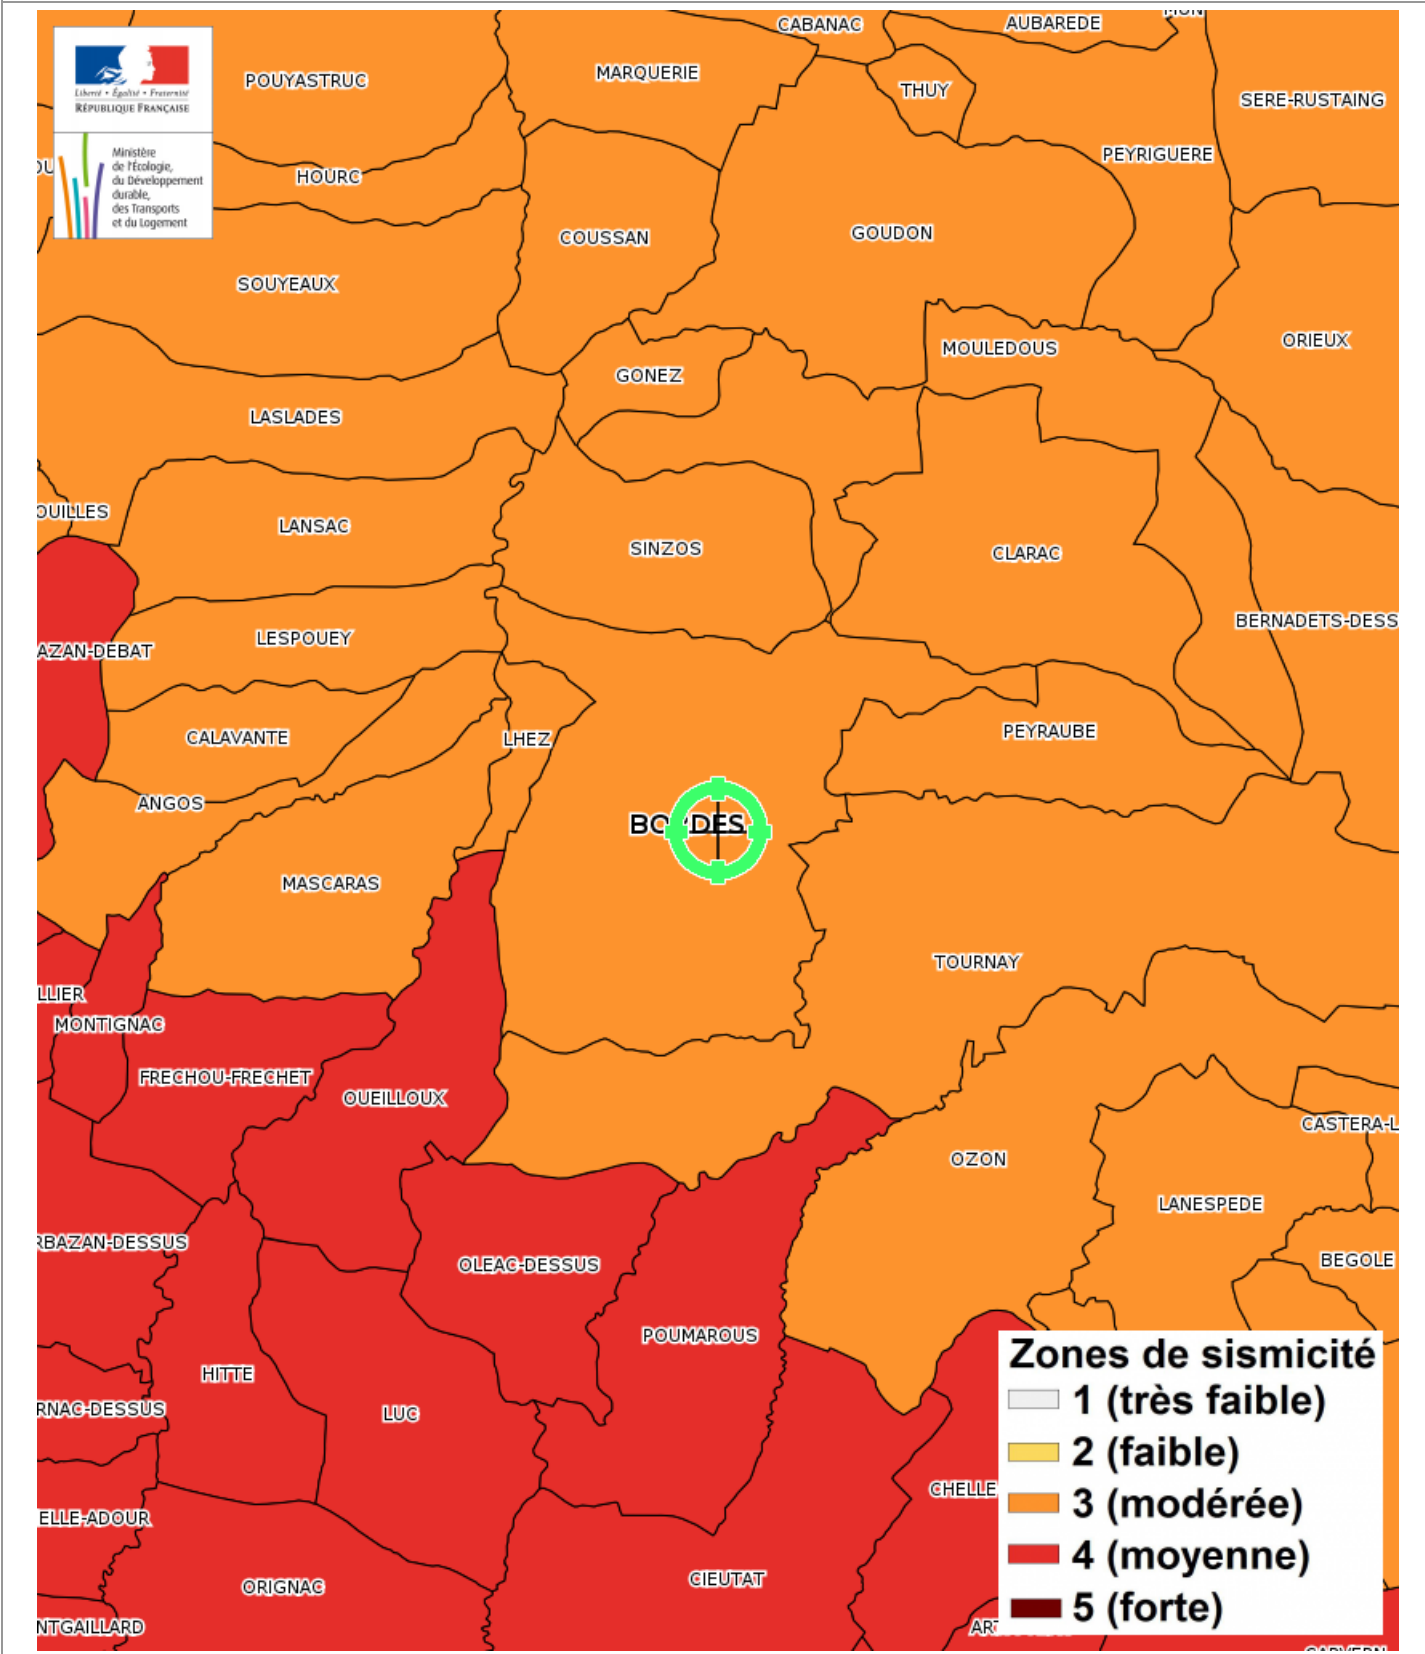 CABANAC
AUBAREDE
MUN
POUYASTRUC
MARQUERIE
THUY
SERE-RUSTAING
Liberté • Égalité • Fraternité
RÉPUBLIQUE FRANÇAISE
Ministère
de l'Écologie,
du Développement
durable,
des Transports
et du Logement
HOURC
PEYRIGUERE
COUSSAN
GOUDON
SOUYEAUX
ORIEUX
MOULEDOUS
GONEZ
LASLADES
OUILLES
LANSAC
SINZOS
CLARAC
BERNADETS-DESS
LESPOUEY
AZAN-DEBAT
CALAVANTE
LHEZ
PEYRAUBE
ANGOS
BORDES
MASCARAS
TOURNAY
LLIER
MONTIGNAC
FRECHOU-FRECHET
OUEILLOUX
CASTERA-L
OZON
LANESPEDE
RBAZAN-DESSUS
OLEAC-DESSUS
BEGOLE
POUMAROUS
HITTE
RNAC-DESSUS
LUC
CHELLE
ELLE-ADOUR
ORIGNAC
CIEUTAT
NTGAILLARD
Zones de sismicité
1 (très faible)
2 (faible)
3 (modérée)
4 (moyenne)
5 (forte)